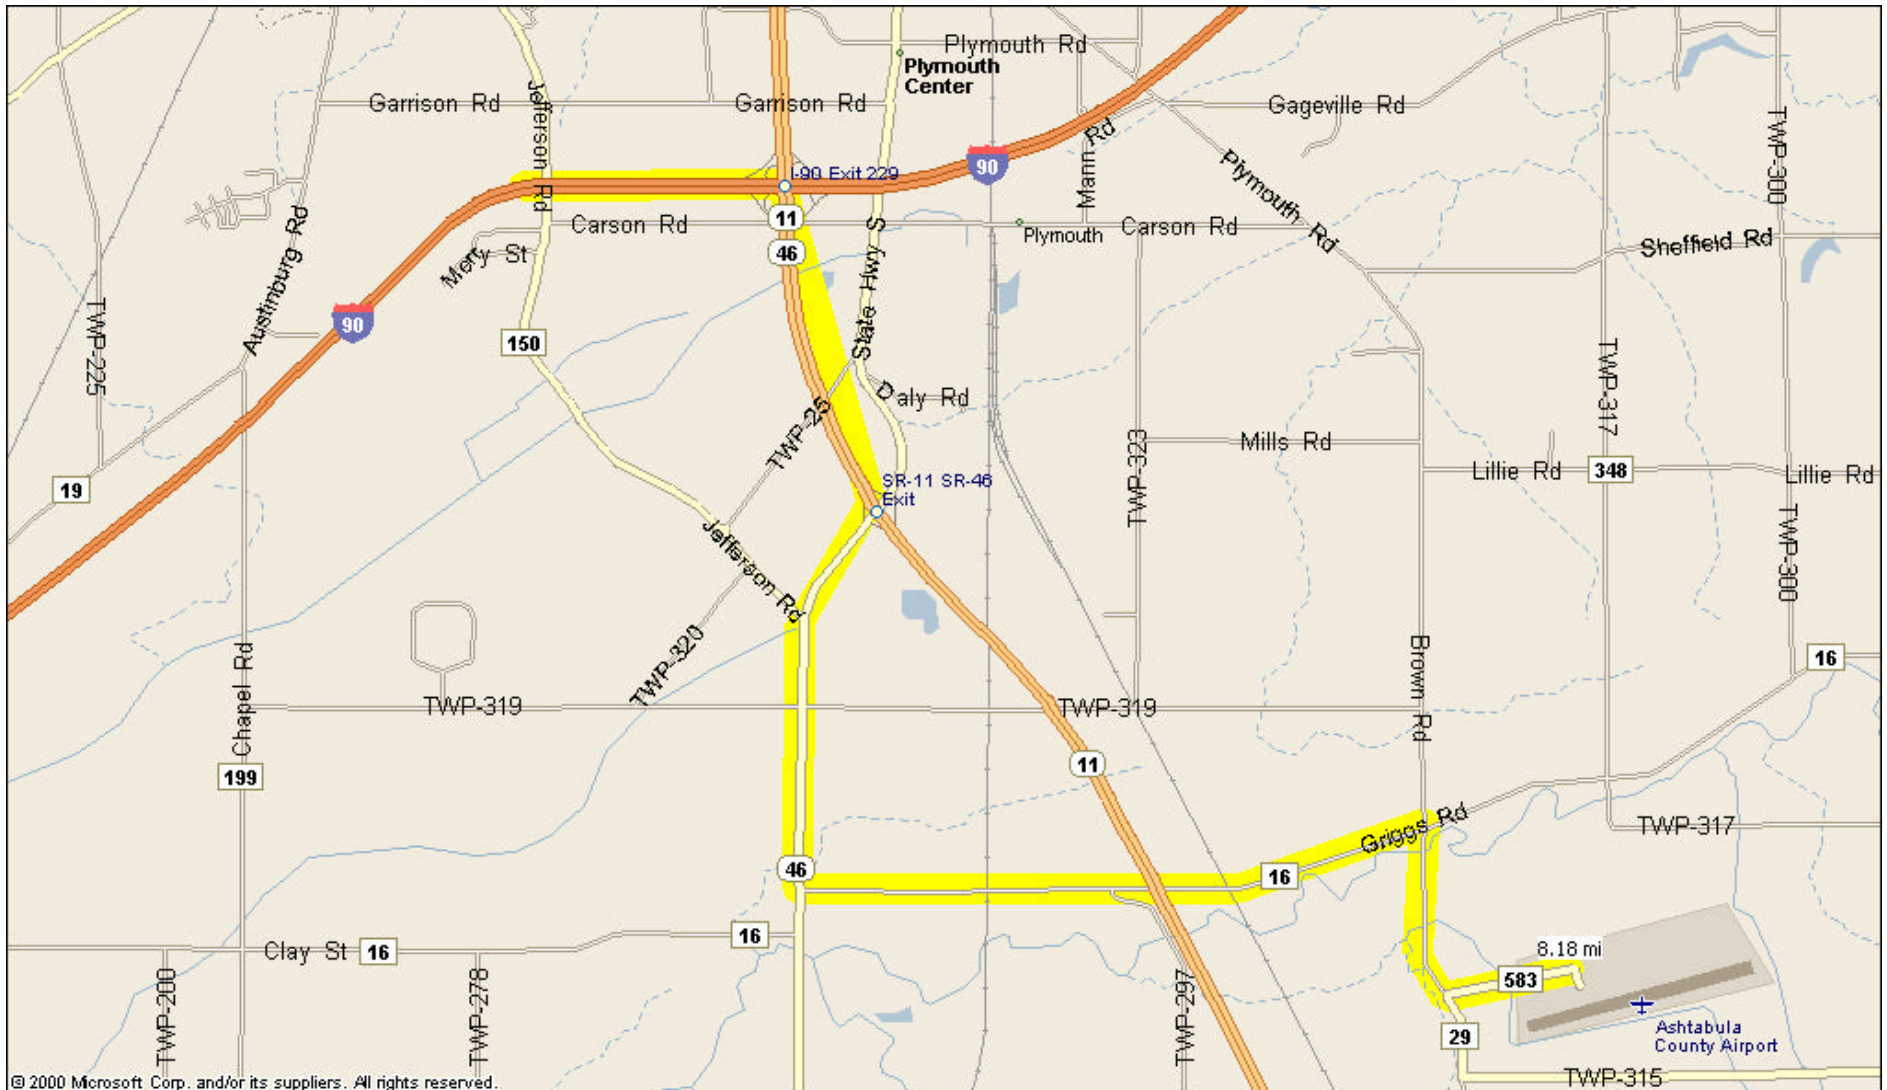 Plymouth Rd
Plymouth
Center
Garrison Rd
Garrison Rd
Gageville Rd
Jefferson Rd
Mann Rd
TWP-300
I-90 Exit 229
90
Plymouth Rd
11
Carson Rd
Plymouth
Carson Rd
Sheffield Rd
46
Merry St
Austinburg Rd
State Hwy S
TWP-225
90
150
TWP-317
Daly Rd
TWP-25
Mills Rd
TWP-323
19
SR-11 SR-46
Exit
Lillie Rd
348
Lillie Rd
Jefferson Rd
TWP-300
TWP-320
Brown Rd
16
Chapel Rd
TWP-319
TWP-319
199
11
Griggs Rd
TWP-317
46
16
16
Clay St
16
8.18 mi
583
TWP-200
TWP-278
TWP-297
29
Ashtabula
County Airport
TWP-315
© 2000 Microsoft Corp. and/or its suppliers. All rights reserved.